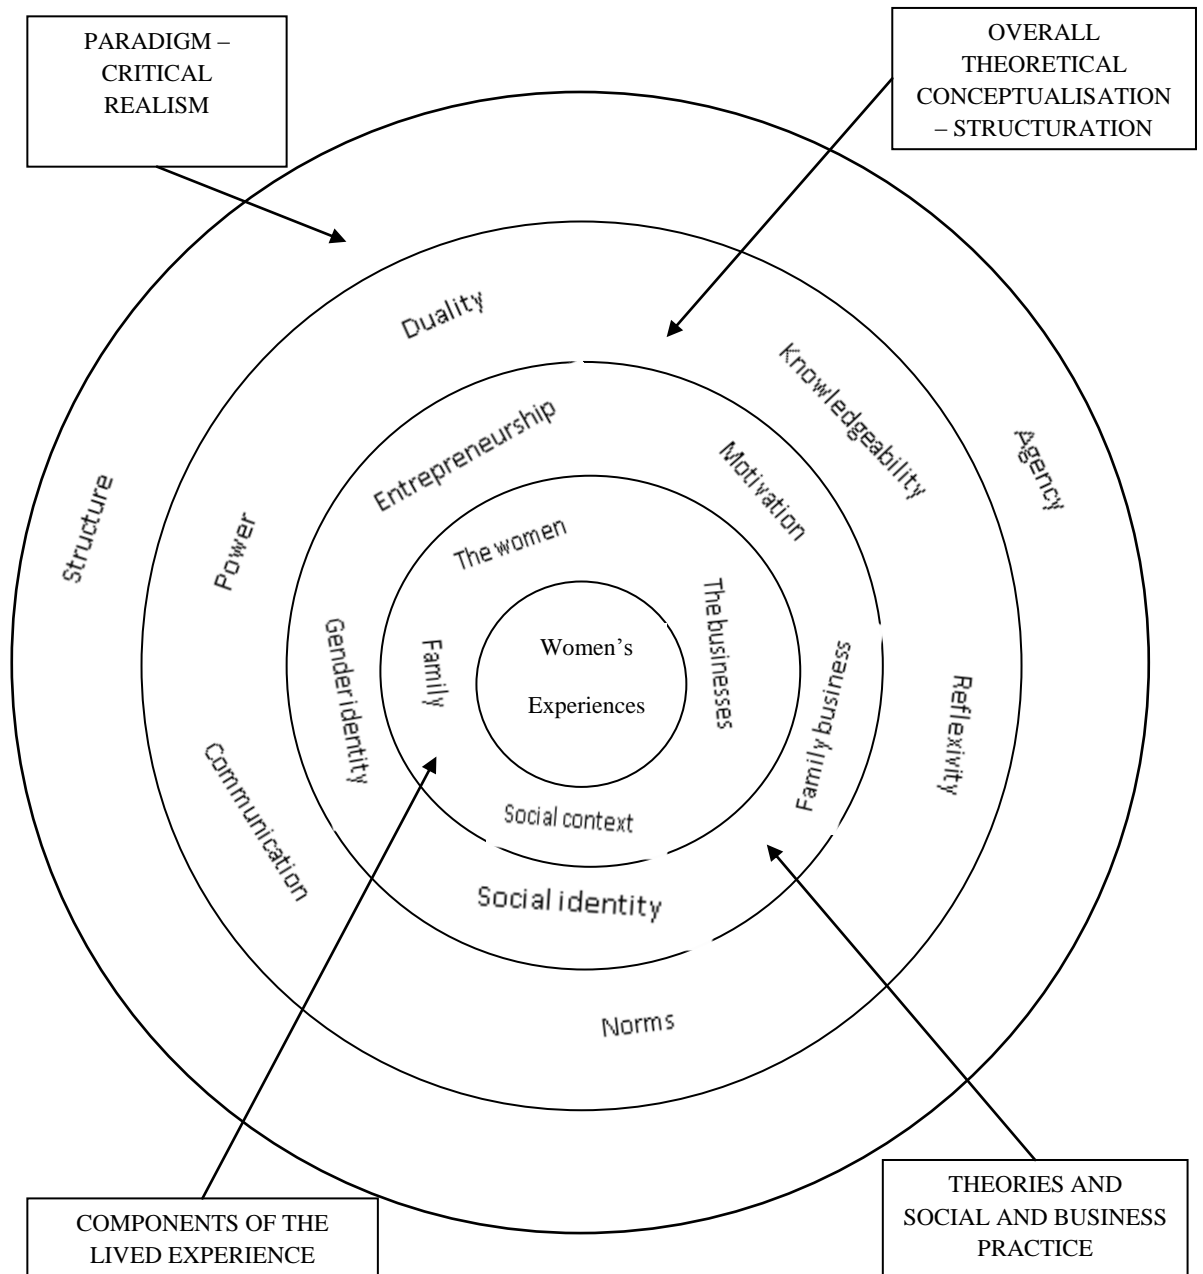 PARADIGM –
CRITICAL
REALISM
OVERALL
THEORETICAL
CONCEPTUALISATION
– STRUCTURATION
Structure
Agency
Duality
Knowledgeability
Power
Reflexivity
Communication
Norms
Entrepreneurship
Motivation
Gender identity
Family business
Social identity
The women
The businesses
Family
Social context
Women’s
Experiences
COMPONENTS OF THE
LIVED EXPERIENCE
THEORIES AND
SOCIAL AND BUSINESS
PRACTICE